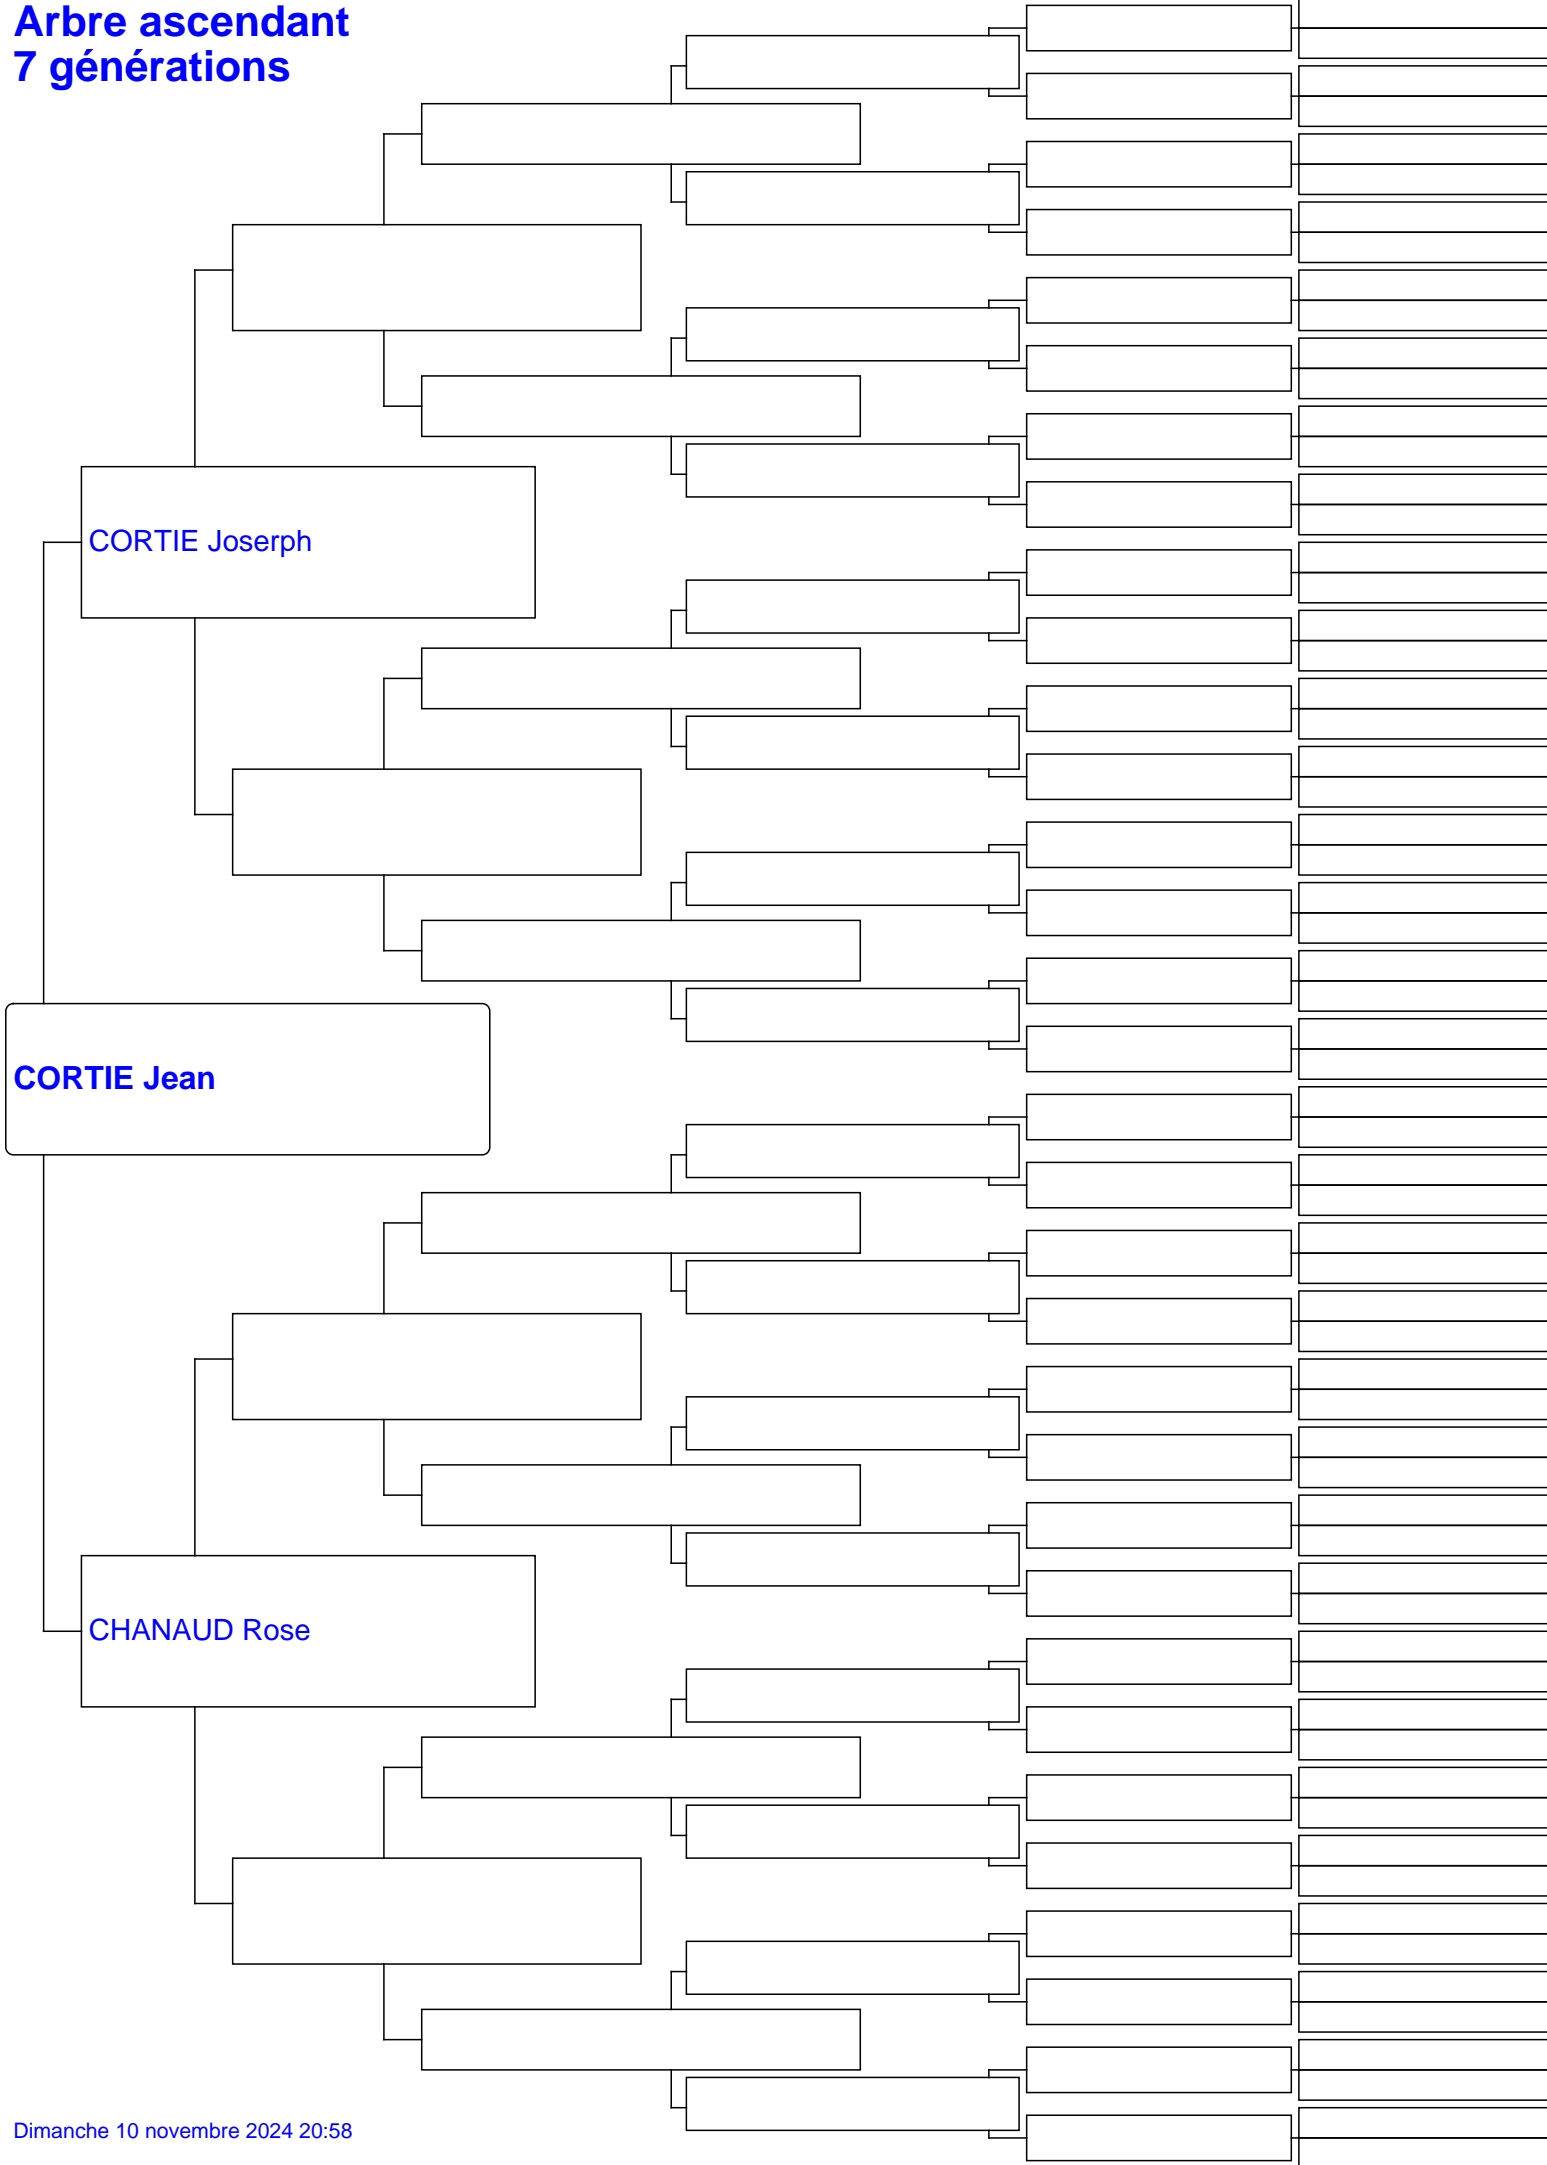 Arbre ascendant
7 générations
CORTIE Joserph
CORTIE Jean
CHANAUD Rose
Dimanche 10 novembre 2024 20:58